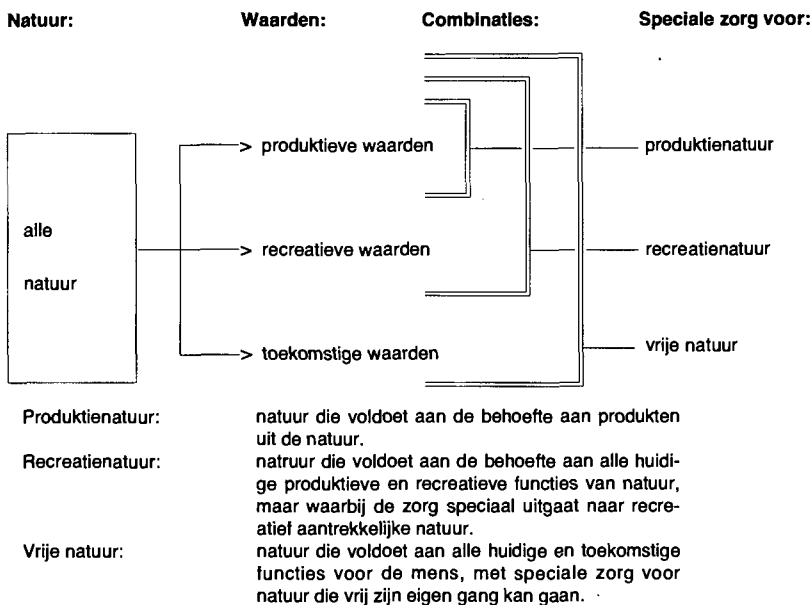 Natuur: Waarden: Combinaties: Speciale zorg voor:
> produktieve waarden produktienatuur
alle
> recreatieve waarden recreatienatuur
natuur
> toekomstige waarden vrije natuur
Produktienatuur: natuur die voldoet aan de behoefte aan produkten
uit de natuur.
Recreatienatuur: natruur die voldoet aan de behoefte aan alle huidi-
ge produktieve en recreatieve functies van natuur,
maar waarbij de zorg speciaal uitgaat naar recre-
atief aantrekkelijke natuur.
Vrije natuur: natuur die voldoet aan alle huidige en toekomstige
functies voor de mens, met speciale zorg voor
natuur die vrij zijn eigen gang kan gaan.